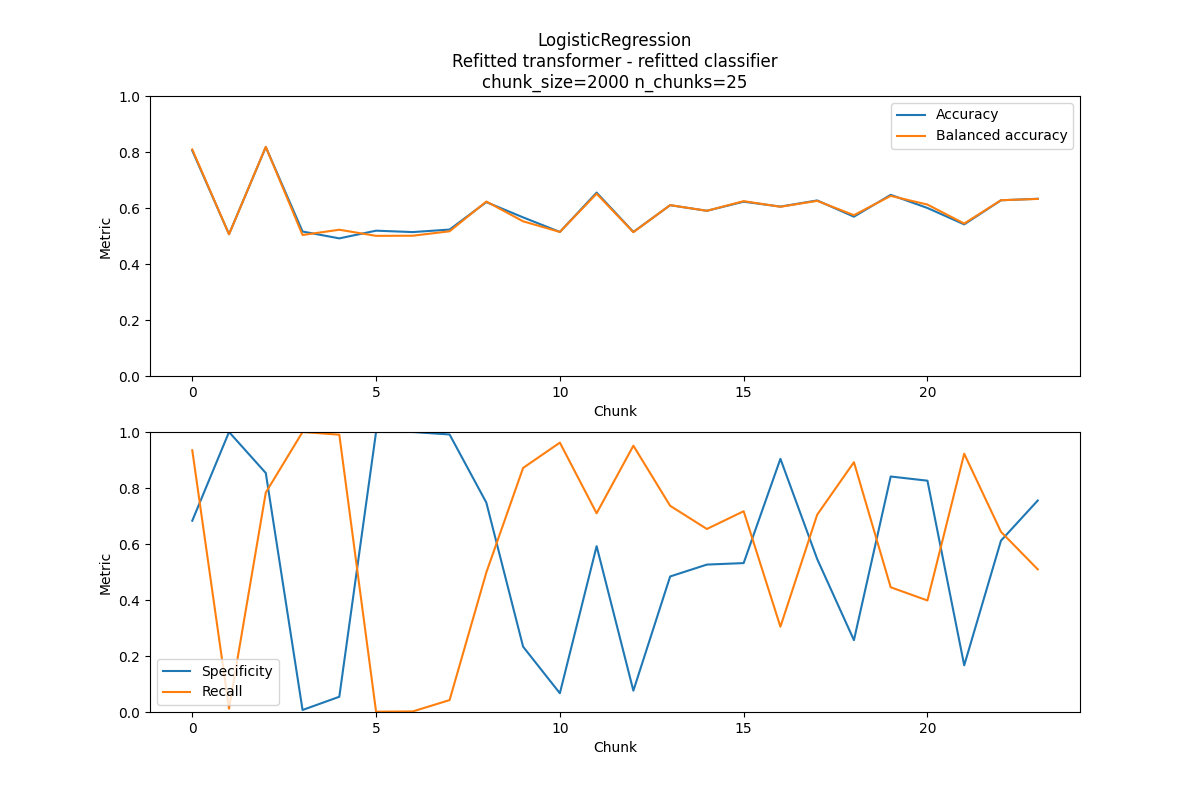 LogisticRegression
Refitted transformer - refitted classifier
chunk_size=2000 n_chunks=25
1.0
0.8
0.6
0.4
0.2
0.0
Metric
Accuracy
Balanced accuracy
0 5 10 15 20
Chunk
1.0
0.8
0.6
0.4
0.2
0.0
Metric
Specificity
Recall
0 5 10 15 20
Chunk